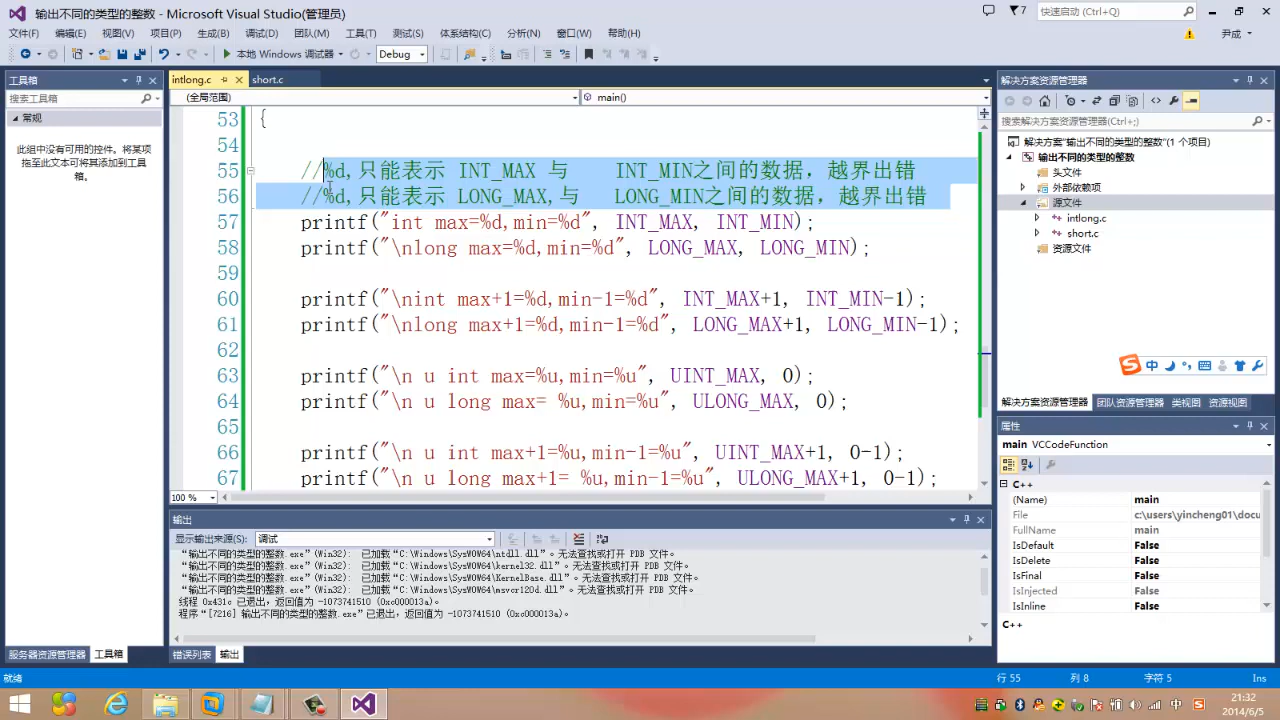 输出不同的类型的整数 - Microsoft Visual Studio(管理员)
7
快速启动 (Ctrl+Q)
文件(F) 编辑(E) 视图(V) 项目(P) 生成(B) 调试(D) 团队(M) 工具(T) 测试(S) 体系结构(C) 分析(N) 窗口(W) 帮助(H)
尹成
本地 Windows 调试器 Debug
工具箱
搜索工具箱
常规
此组中没有可用的控件。将某项
拖至此文本可将其添加到工具
箱。
服务器资源管理器 工具箱
intlong.c short.c
(全局范围) main()
53 {
54
55 //%d,只能表示 INT_MAX 与 INT_MIN之间的数据，越界出错
56 //%d,只能表示 LONG_MAX,与 LONG_MIN之间的数据，越界出错
57 printf("int max=%d,min=%d", INT_MAX, INT_MIN);
58 printf("\nlong max=%d,min=%d", LONG_MAX, LONG_MIN);
59
60 printf("\nint max+1=%d,min-1=%d", INT_MAX+1, INT_MIN-1);
61 printf("\nlong max+1=%d,min-1=%d", LONG_MAX+1, LONG_MIN-1);
62
63 printf("\n u int max=%u,min=%u", UINT_MAX, 0);
64 printf("\n u long max= %u,min=%u", ULONG_MAX, 0);
65
66 printf("\n u int max+1=%u,min-1=%u", UINT_MAX+1, 0-1);
67 printf("\n u long max+1= %u,min-1=%u", ULONG_MAX+1, 0-1);
100 %
输出
显示输出来源(S): 调试
“输出不同的类型的整数.exe”(Win32): 已加载“C:\Windows\SysWOW64\ntdll.dll”。无法查找或打开 PDB 文件。
“输出不同的类型的整数.exe”(Win32): 已加载“C:\Windows\SysWOW64\kernel32.dll”。无法查找或打开 PDB 文件。
“输出不同的类型的整数.exe”(Win32): 已加载“C:\Windows\SysWOW64\KernelBase.dll”。无法查找或打开 PDB 文件。
“输出不同的类型的整数.exe”(Win32): 已加载“C:\Windows\SysWOW64\msvcr120d.dll”。无法查找或打开 PDB 文件。
线程 0x431c 已退出，返回值为 -1073741510 (0xc000013a)。
程序“[7216] 输出不同的类型的整数.exe”已退出，返回值为 -1073741510 (0xc000013a)。
错误列表 输出
解决方案资源管理器
搜索解决方案资源管理器(Ctrl+;)
解决方案“输出不同的类型的整数”(1 个项目)
输出不同的类型的整数
头文件
外部依赖项
源文件
intlong.c
short.c
资源文件
中
解决方案资源管理器 团队资源管理器 类视图 资源视图
属性
main VCCodeFunction
C++
(Name) main
File c:\users\yincheng01\docu
FullName main
IsDefault False
IsDelete False
IsFinal False
IsInjected False
IsInline False
C++
就绪 行 55 列 8 字符 5 Ins
中
21:32
2014/6/5